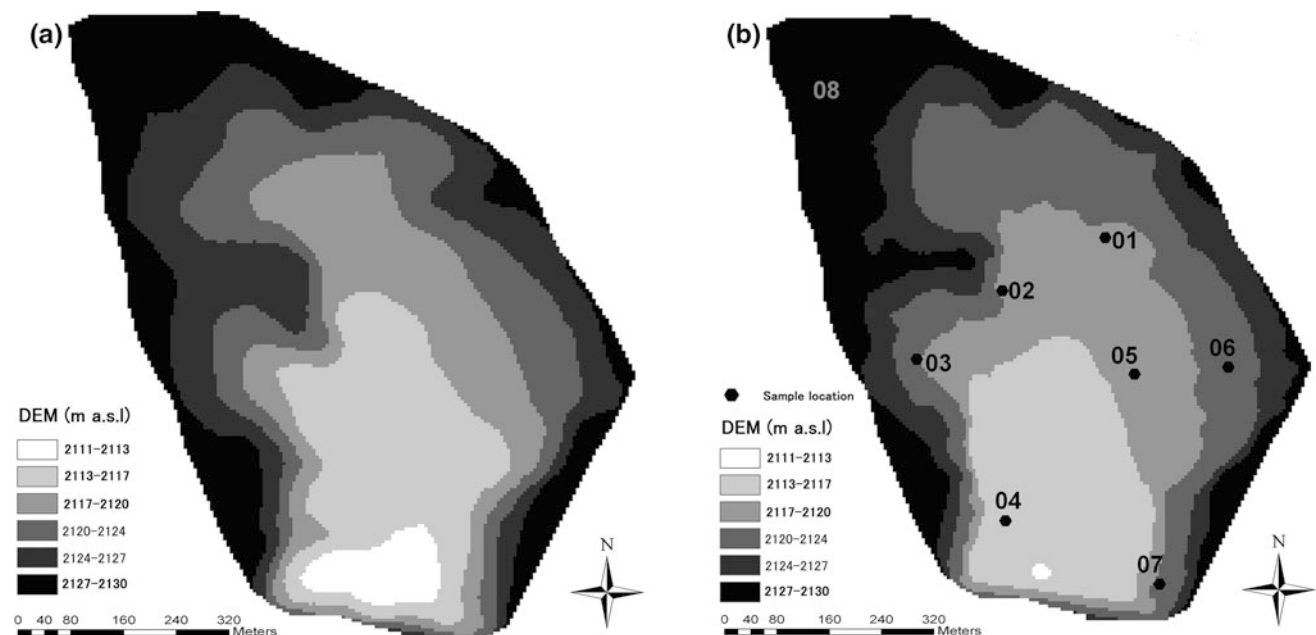 (a)
N
DEM (m a.s.l)
2111-2113
2113-2117
2117-2120
2120-2124
2124-2127
2127-2130
0 40 80 160 240 320
Meters
(b)
08
01
02
03
05
06
04
07
N
Sample location
DEM (m a.s.l)
2111-2113
2113-2117
2117-2120
2120-2124
2124-2127
2127-2130
0 40 80 160 240 320
Meters